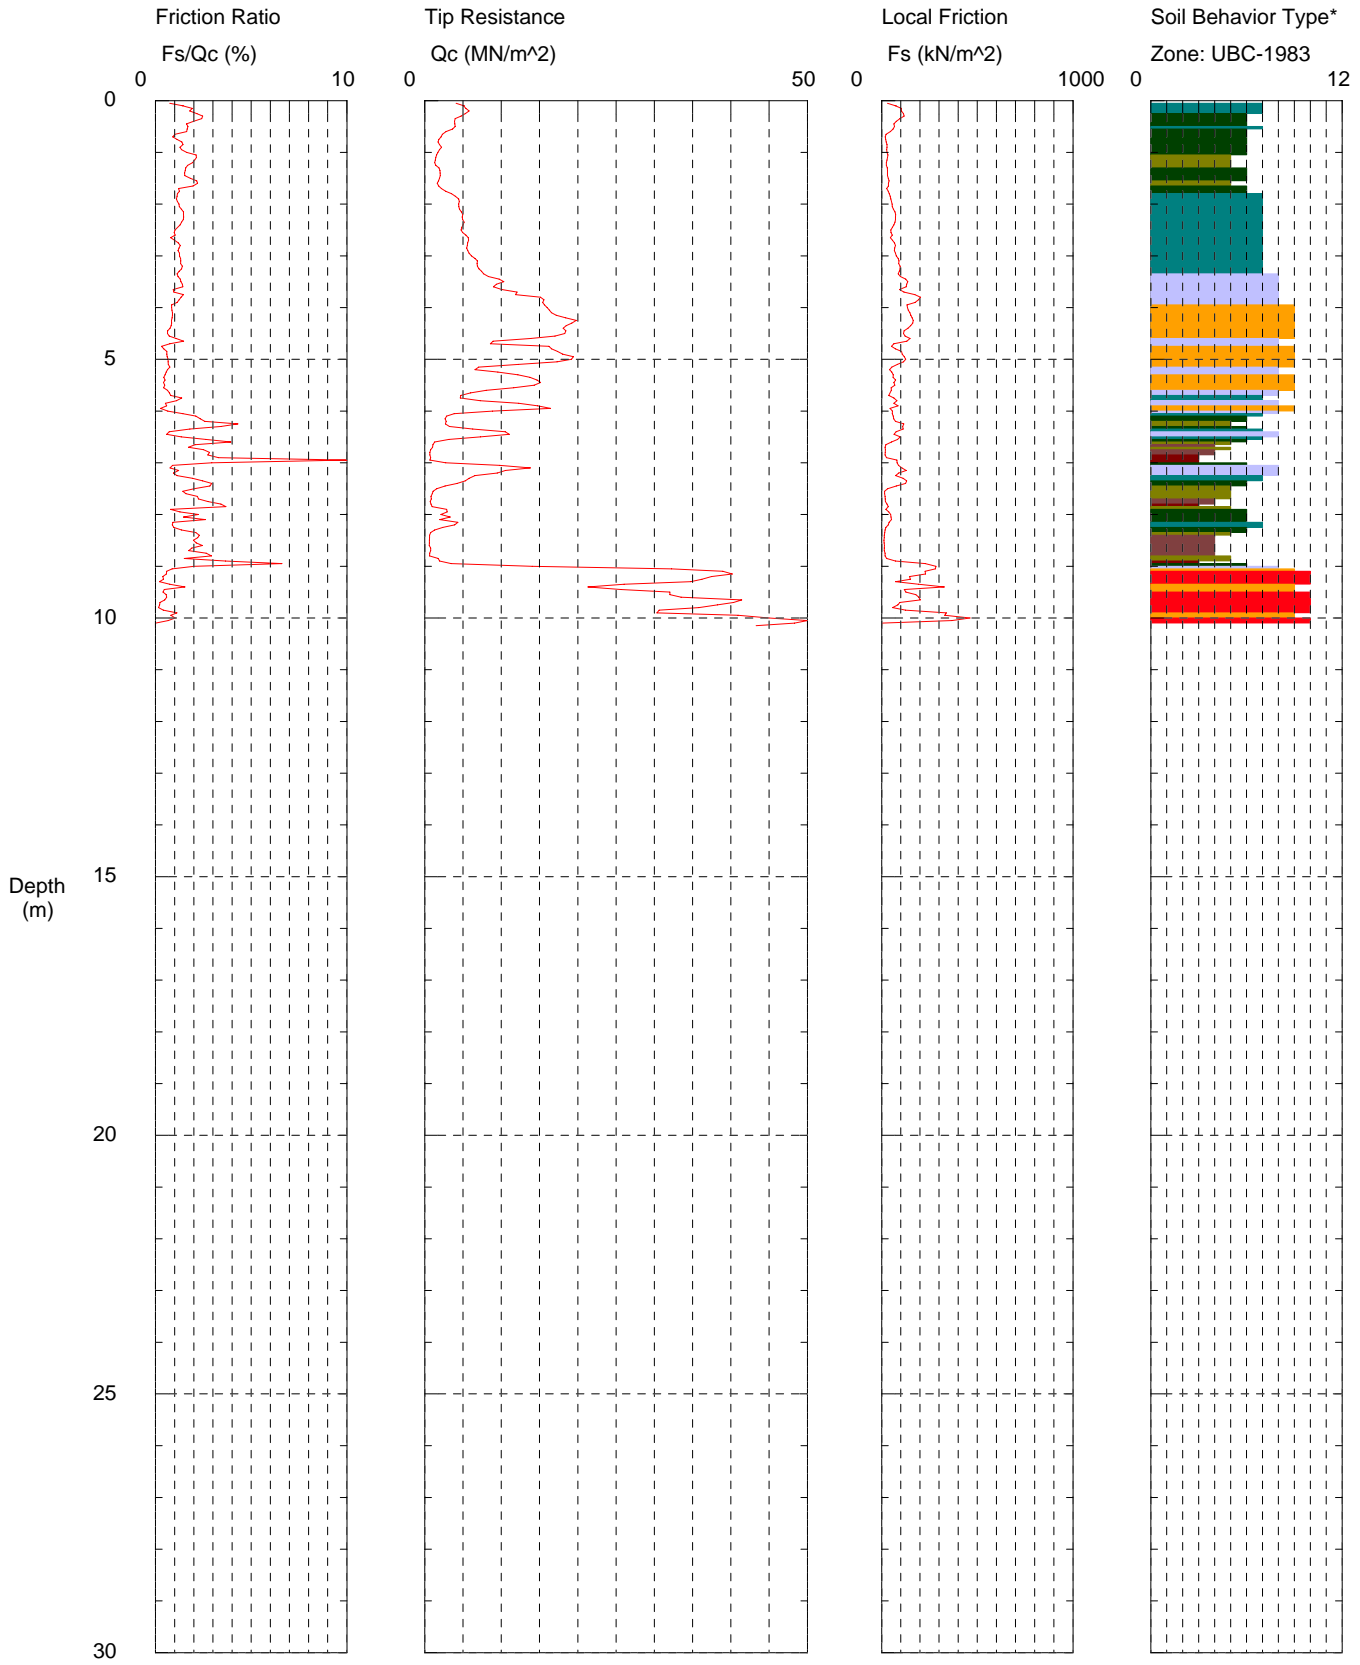 Friction Ratio Tip Resistance Local Friction Soil Behavior Type*
Fs/Qc (%) Qc (MN/m^2) Fs (kN/m^2) Zone: UBC-1983
0 10 0 50 0 1000 0 12
0
5
10
15
Depth
(m)
20
25
30